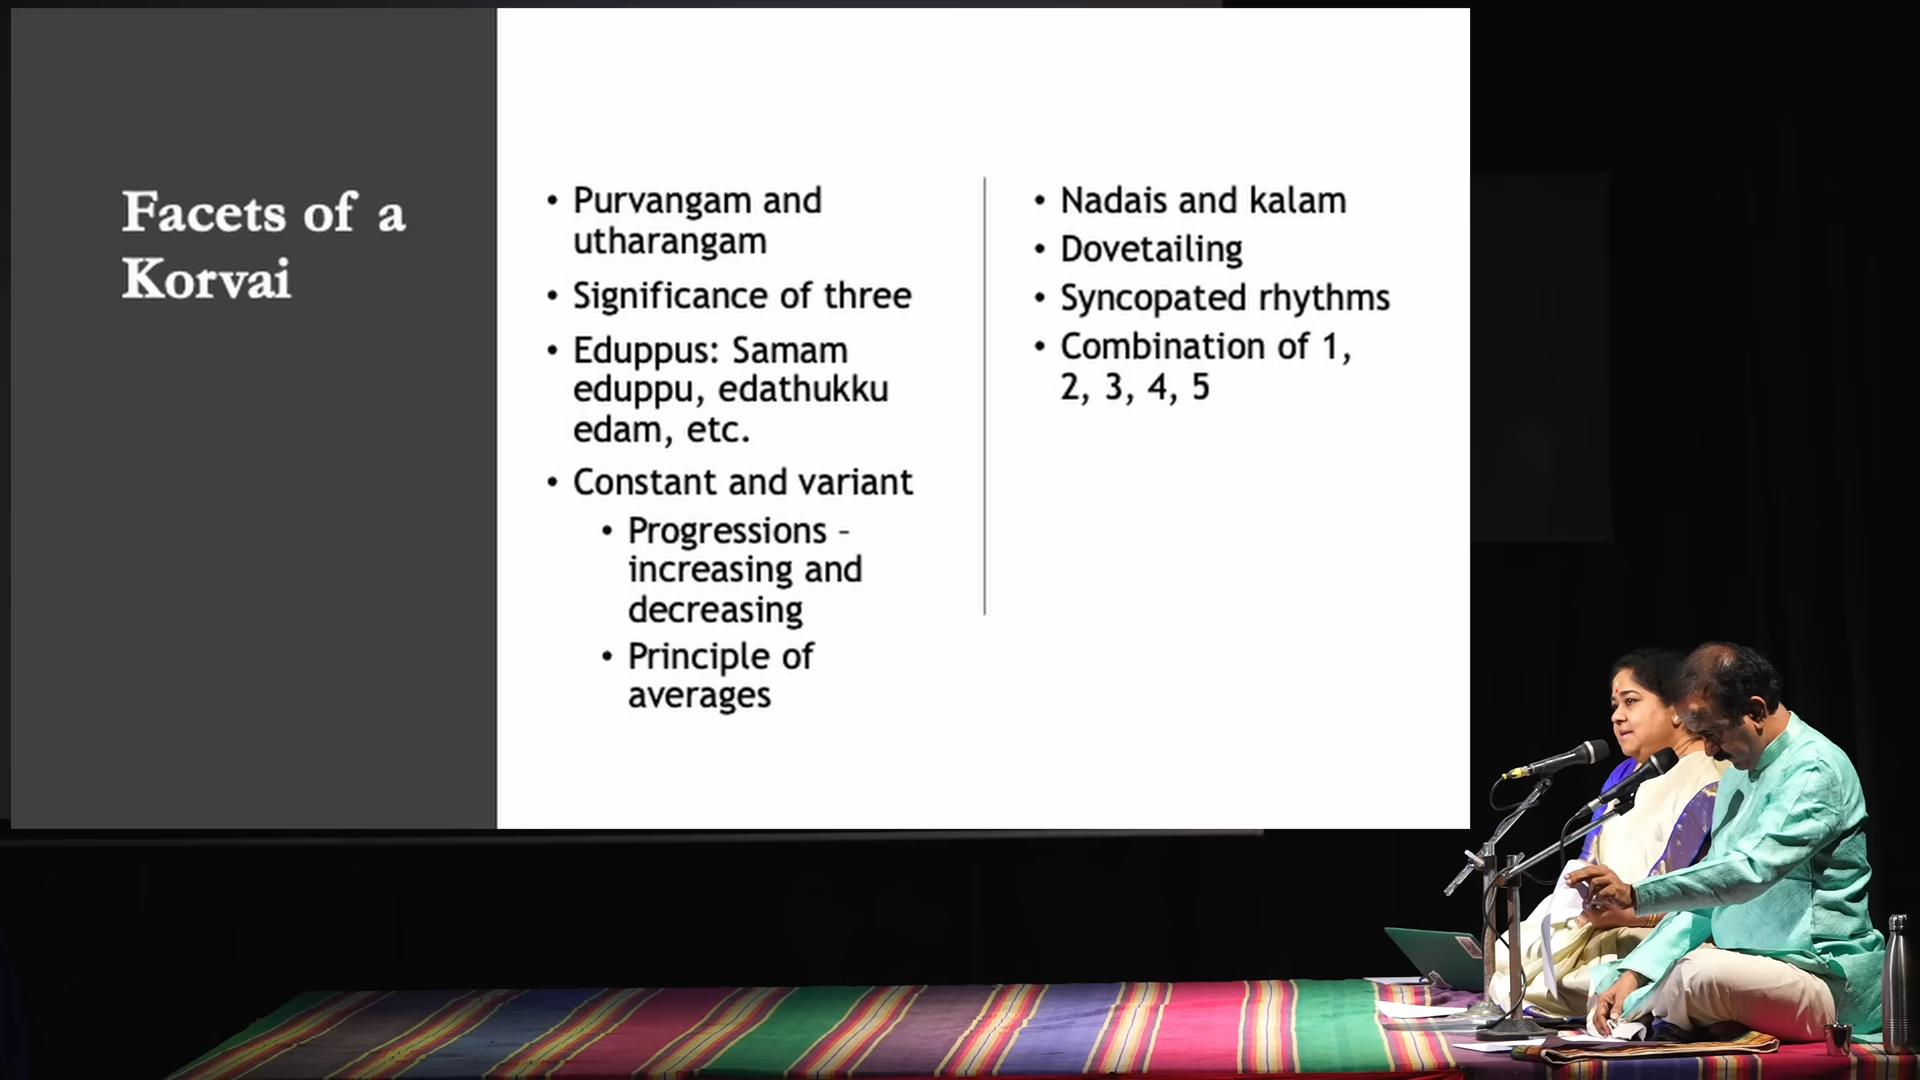 Facets of a
Korvai
• Purvangam and
utharangam
• Significance of three
• Eduppus: Samam
eduppu, edathukku
edam, etc.
• Constant and variant
• Progressions –
increasing and
decreasing
• Principle of
averages
• Nadais and kalam
• Dovetailing
• Syncopated rhythms
• Combination of 1,
2, 3, 4, 5